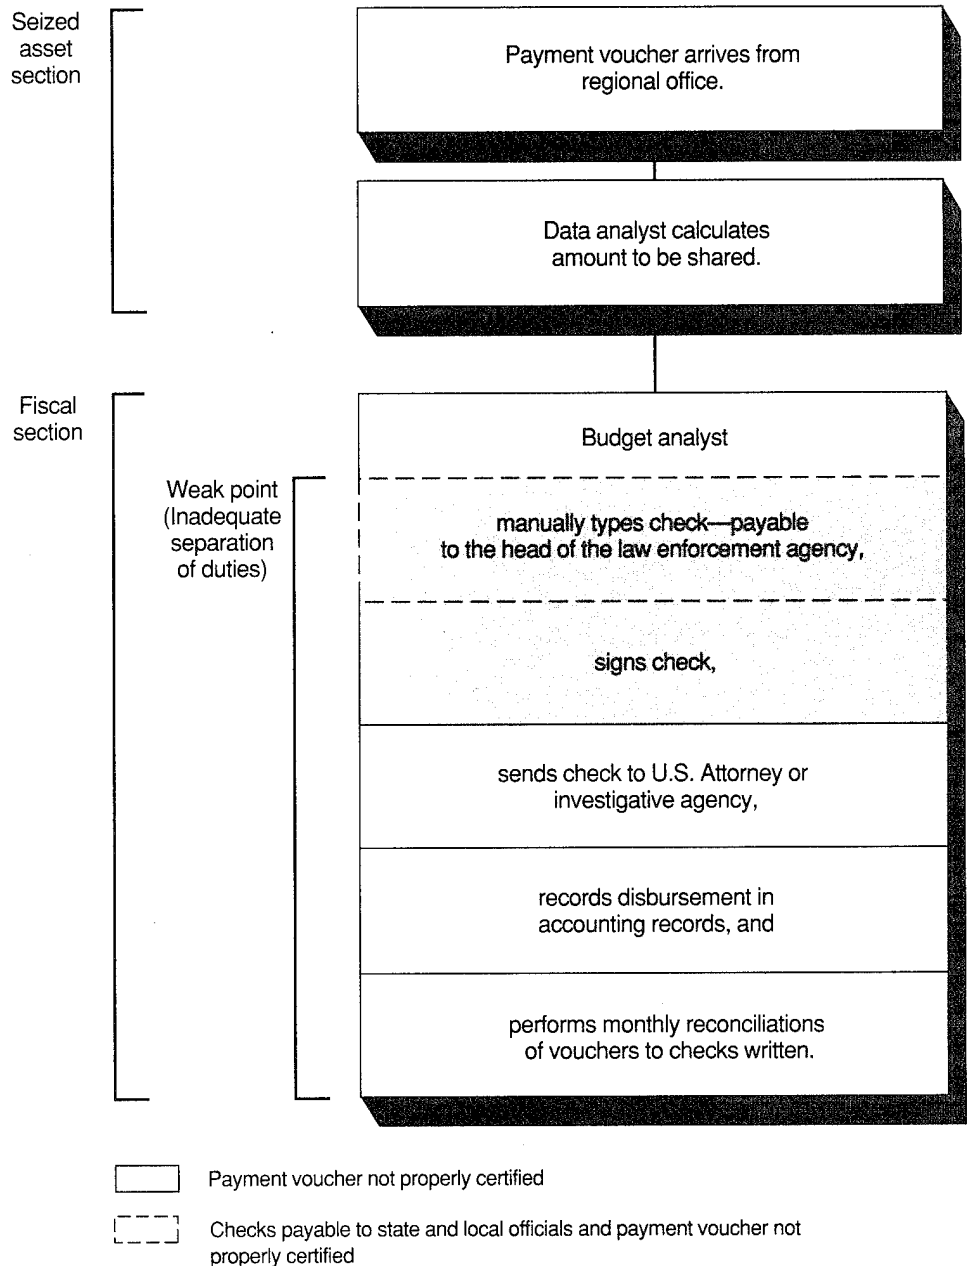 Seized
asset
section
Payment voucher arrives from
regional office.
Data analyst calculates
amount to be shared.
Fiscal
section
Budget analyst
Weak point
(Inadequate
separation
of duties)
manually types check—payable
to the head of the law enforcement agency,
signs check,
sends check to U.S. Attorney or
investigative agency,
records disbursement in
accounting records, and
performs monthly reconciliations
of vouchers to checks written.
Payment voucher not properly certified
Checks payable to state and local officials and payment voucher not
properly certified